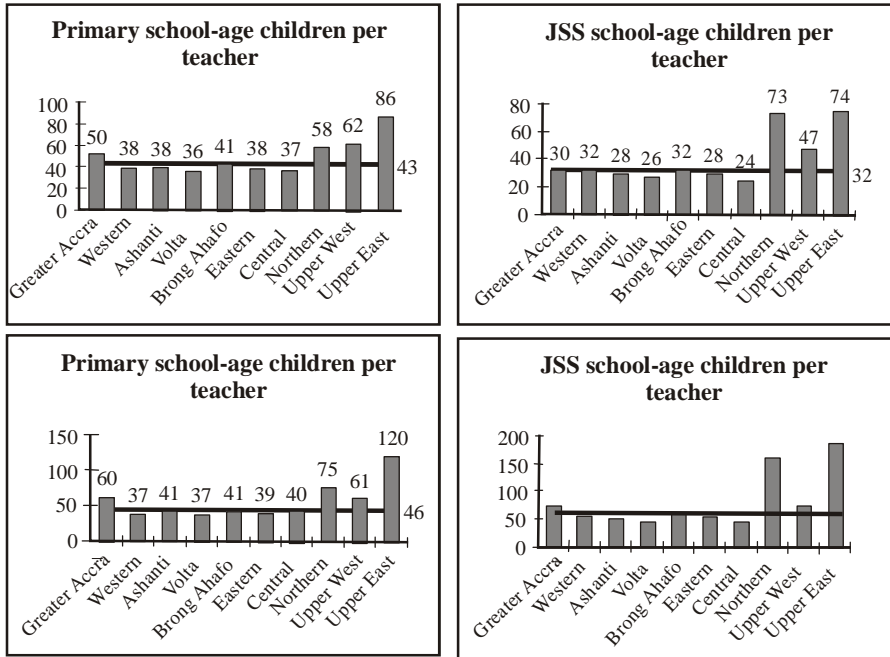 Primary school-age children per
teacher
100
80
60
40
20
0
50
38
38
36
41
38
37
58
62
86
43
Greater Accra
Western
Ashanti
Volta
Brong Ahafo
Eastern
Central
Northern
Upper West
Upper East
JSS school-age children per
teacher
80
60
40
20
0
30
32
28
26
32
28
24
73
47
74
32
Greater Accra
Western
Ashanti
Volta
Brong Ahafo
Eastern
Central
Northern
Upper West
Upper East
Primary school-age children per
teacher
150
100
50
0
60
37
41
37
41
39
40
75
61
120
46
Greater Accra
Western
Ashanti
Volta
Brong Ahafo
Eastern
Central
Northern
Upper West
Upper East
JSS school-age children per
teacher
200
150
100
50
0
Greater Accra
Western
Ashanti
Volta
Brong Ahafo
Eastern
Central
Northern
Upper West
Upper East